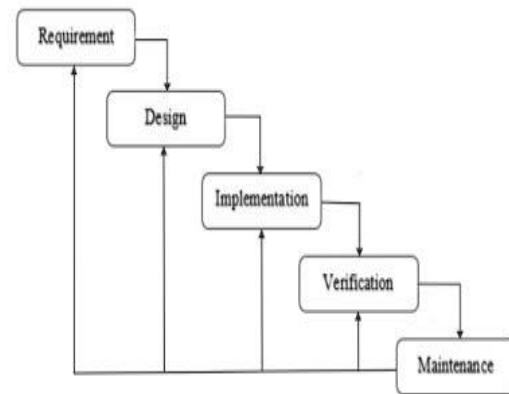 Requirement
Design
Implementation
Verification
Maintenance